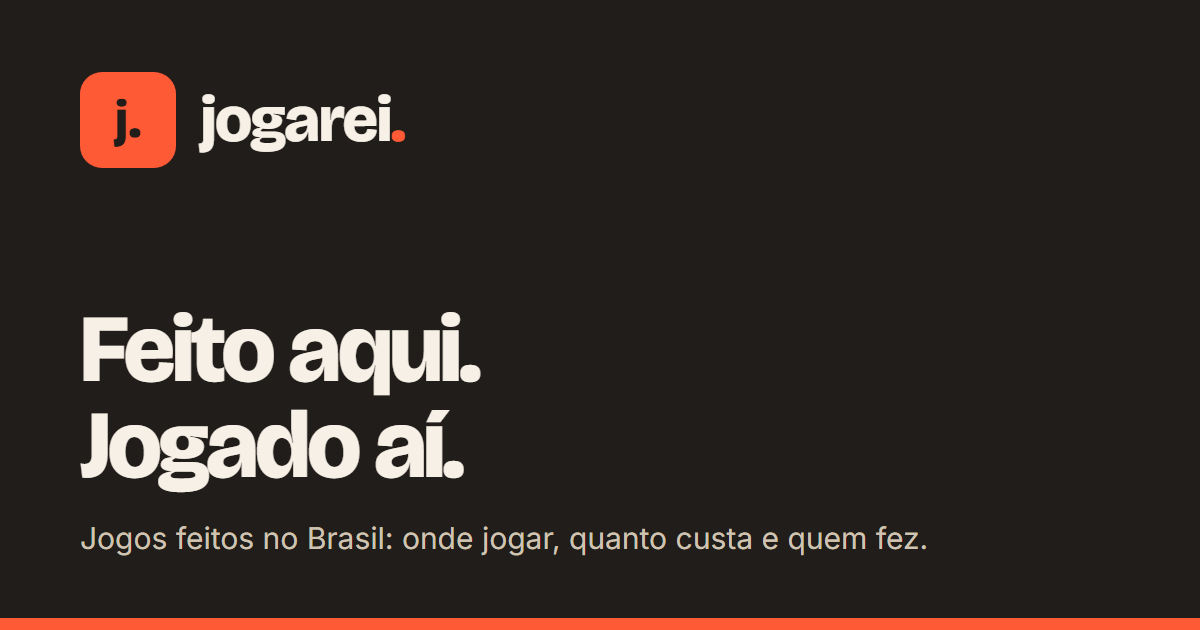 j.
jogarei.
Feito aqui.
Jogado aí.
Jogos feitos no Brasil: onde jogar, quanto custa e quem fez.